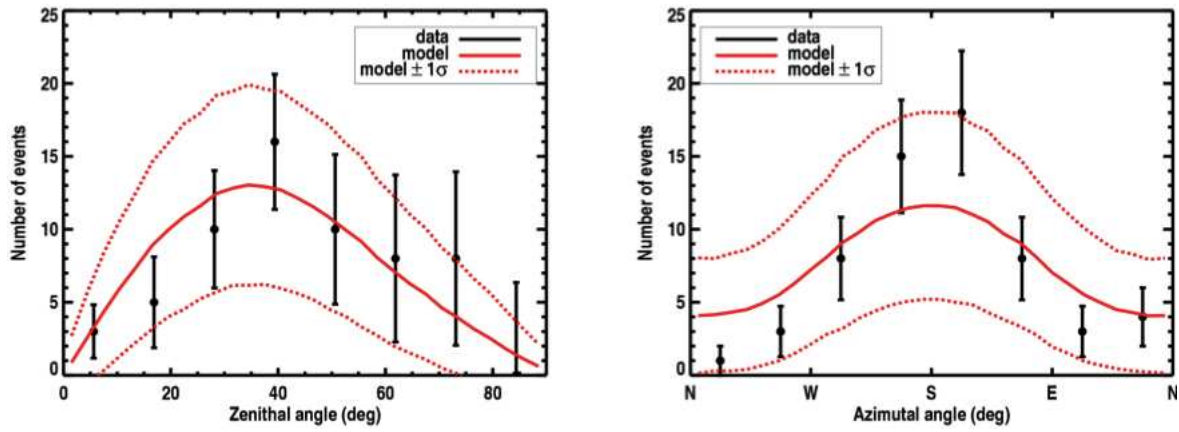 25
20
15
10
5
0
Number of events
data
model
model ± 1σ
0 20 40 60 80
Zenithal angle (deg)
25
20
15
10
5
0
Number of events
data
model
model ± 1σ
N W S E N
Azimutal angle (deg)